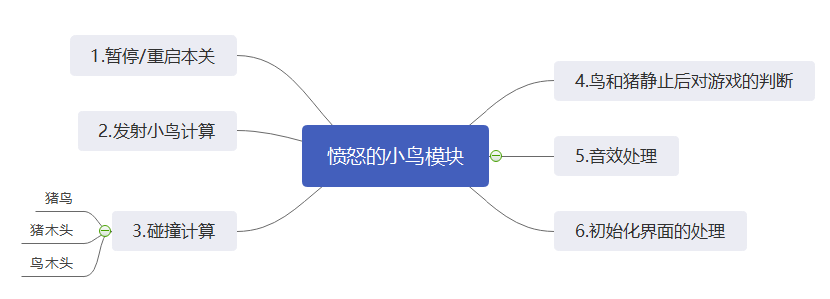 愤怒的小鸟模块
1.暂停/重启本关
2.发射小鸟计算
3.碰撞计算
猪鸟
猪木头
鸟木头
4.鸟和猪静止后对游戏的判断
5.音效处理
6.初始化界面的处理